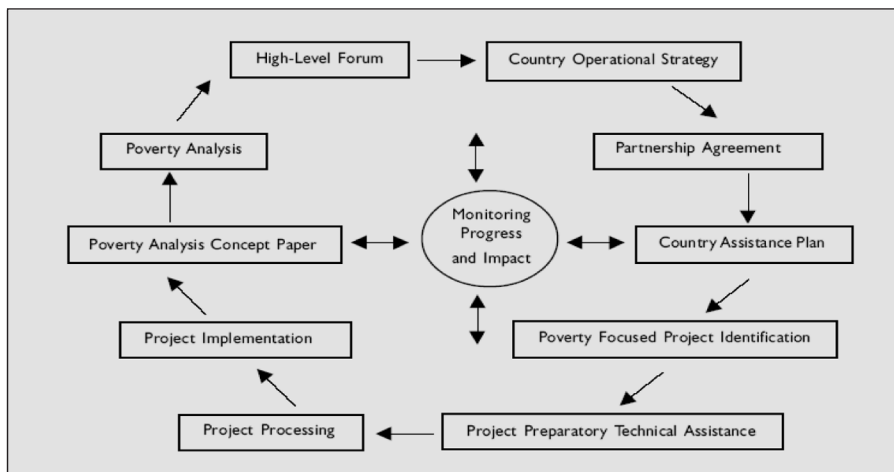 High-Level Forum
Country Operational Strategy
Poverty Analysis
Partnership Agreement
Monitoring
Progress
and Impact
Poverty Analysis Concept Paper
Country Assistance Plan
Project Implementation
Poverty Focused Project Identification
Project Processing
Project Preparatory Technical Assistance